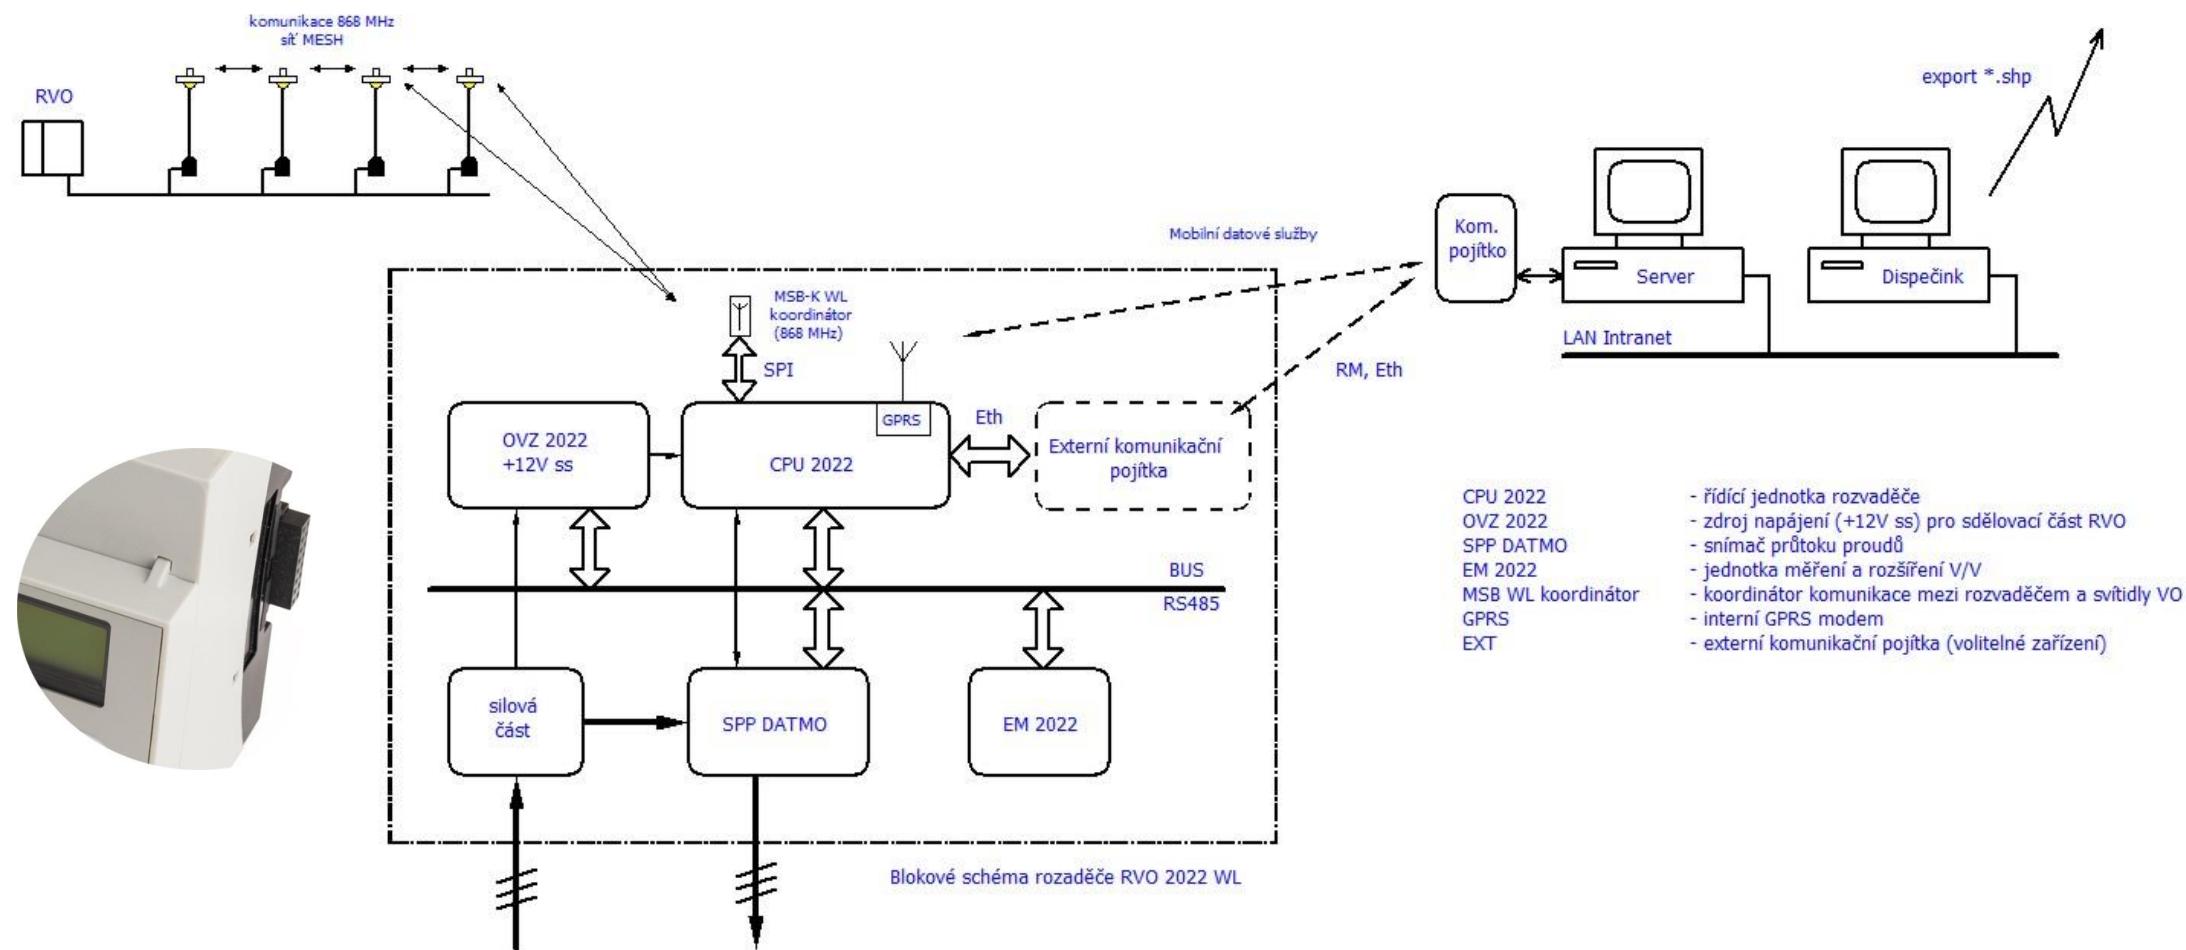 komunikace 868 MHz
síť MESH
RVO
export *.shp
Mobilní datové služby
Kom.
pojítko
Server
Dispečink
LAN Intranet
RM, Eth
MSB-K WL
koordinátor
(868 MHz)
SPI
GPRS
Eth
OVZ 2022
+12V ss
CPU 2022
Externí komunikační
pojítka
BUS
RS485
silová
část
SPP DATMO
EM 2022
Blokové schéma rozaděče RVO 2022 WL
CPU 2022 - řídící jednotka rozvaděče
OVZ 2022 - zdroj napájení (+12V ss) pro sdělovací část RVO
SPP DATMO - snímač průtoku proudů
EM 2022 - jednotka měření a rozšíření V/V
MSB WL koordinátor - koordinátor komunikace mezi rozvaděčem a svítidly VO
GPRS - interní GPRS modem
EXT - externí komunikační pojítka (volitelné zařízení)